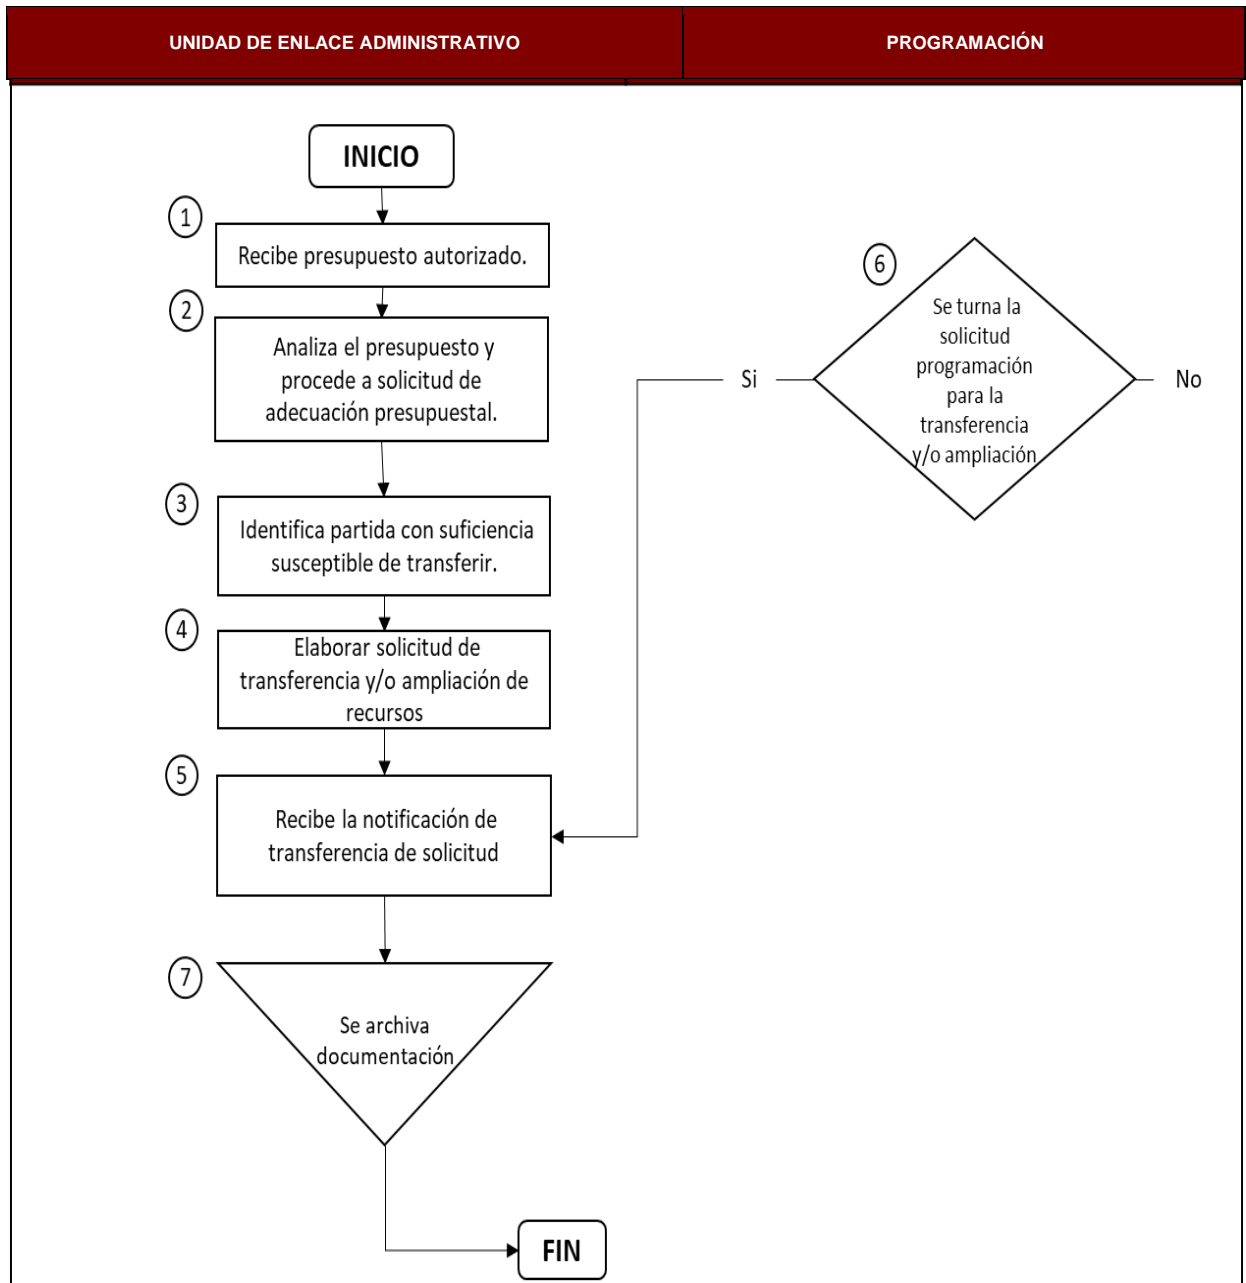 UNIDAD DE ENLACE ADMINISTRATIVO
PROGRAMACIÓN
INICIO
1
Recibe presupuesto autorizado.
2
Analiza el presupuesto y
procede a solicitud de
adecuación presupuestal.
3
Identifica partida con suficiencia
susceptible de transferir.
4
Elaborar solicitud de
transferencia y/o ampliación de
recursos
5
Recibe la notificación de
transferencia de solicitud
6
Se turna la
solicitud
programación
para la
transferencia
y/o ampliación
Si
No
7
Se archiva
documentación
FIN